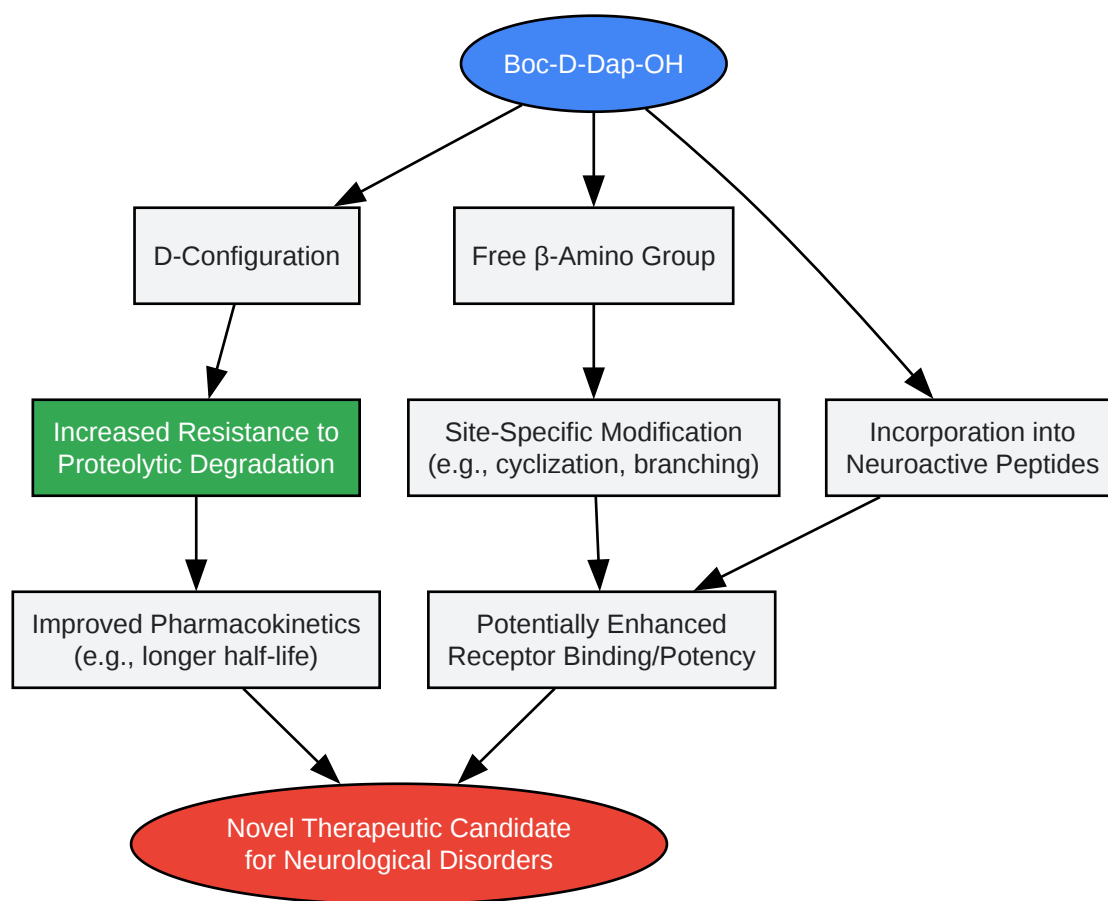 Boc-D-Dap-OH
D-Configuration
Free β-Amino Group
Increased Resistance to
Proteolytic Degradation
Site-Specific Modification
(e.g., cyclization, branching)
Incorporation into
Neuroactive Peptides
Improved Pharmacokinetics
(e.g., longer half-life)
Potentially Enhanced
Receptor Binding/Potency
Novel Therapeutic Candidate
for Neurological Disorders